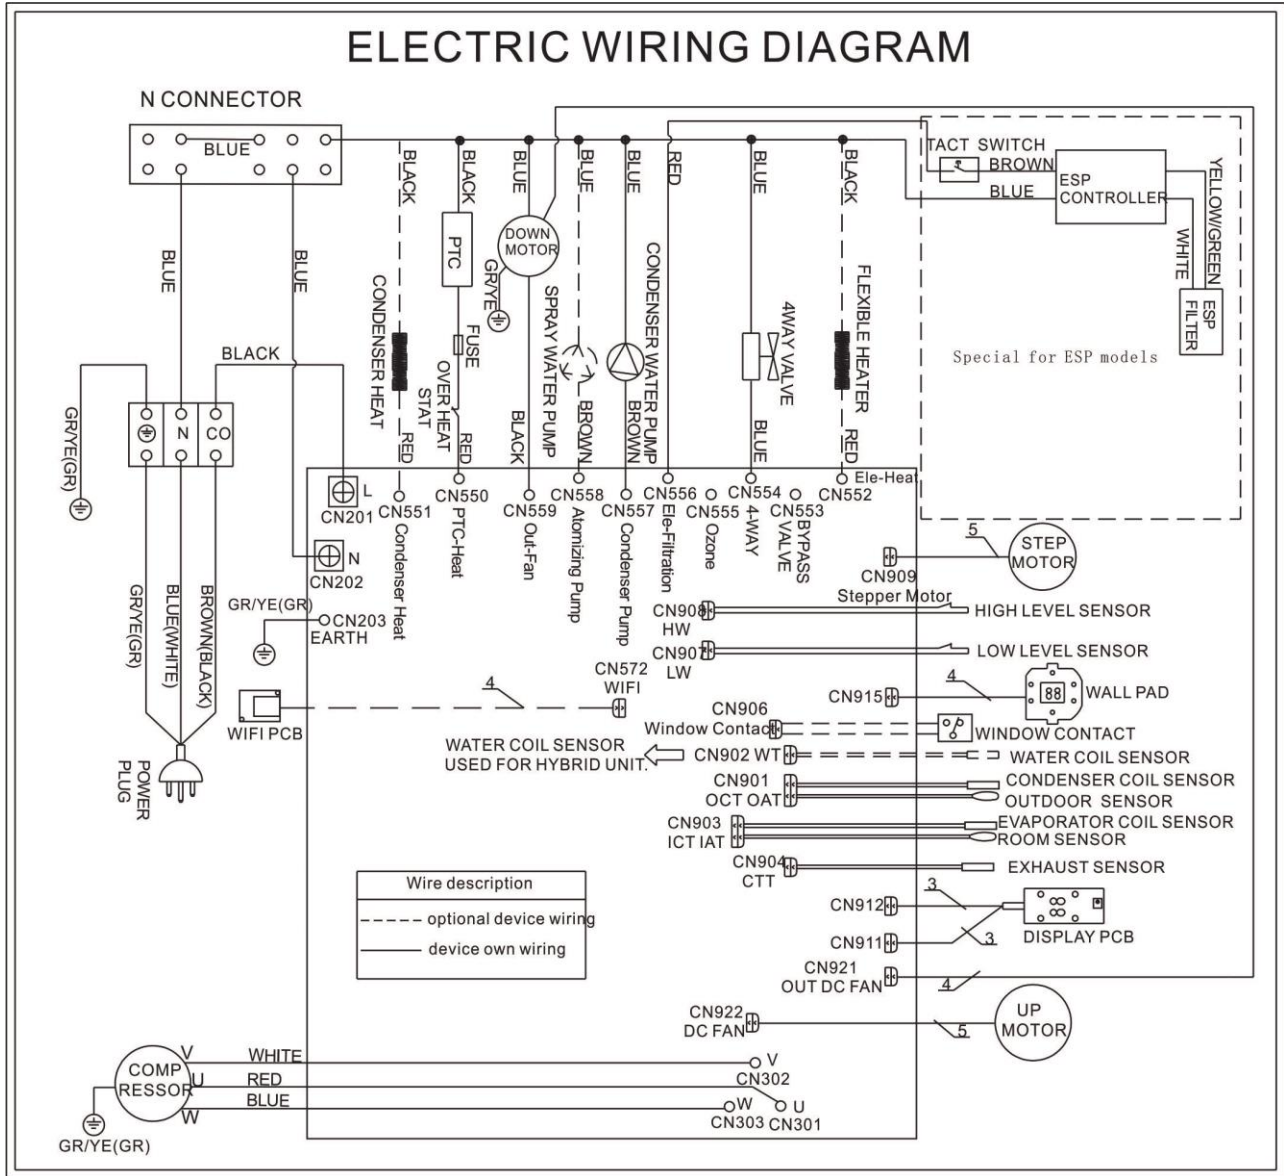 ELECTRIC WIRING DIAGRAM
N CONNECTOR
BLUE
BLUE
BLUE
BLACK
BLACK
BLUE
BLUE
BLUE
RED
BLUE
BLACK
TACT SWITCH
BROWN
BLUE
ESP
CONTROLLER
YELLOW/GREEN
WHITE
ESP
FILTER
Special for ESP models
PTC
DOWN
MOTOR
GR/YE
CONDENSER HEAT
FUSE
OVER HEAT
STAT
SPRAY WATER PUMP
CONDENSER WATER PUMP
4WAY VALVE
FLEXIBLE HEATER
RED
RED
BLACK
BROWN
BROWN
BLUE
RED
BLACK
GR/YE(GR)
N
CO
L
CN201
N
CN202
GR/YE(GR)
CN203
EARTH
CN551
Condenser Heat
CN550
PTC-Heat
CN559
Out-Fan
CN558
Atomizing Pump
CN557
Condenser Pump
CN556
Ele-Filtration
CN555
Ozone
CN554
4-WAY
CN553
BYPASS
VALVE
CN552
Ele-Heat
GR/YE(GR)
BLUE(WHITE)
BROWN(BLACK)
POWER
PLUG
WIFI PCB
4
CN572
WIFI
CN909
Stepper Motor
5
STEP
MOTOR
CN908
HW
HIGH LEVEL SENSOR
CN907
LW
LOW LEVEL SENSOR
CN915
4
88
WALL PAD
CN906
Window Contact
WINDOW CONTACT
WATER COIL SENSOR
USED FOR HYBRID UNIT.
CN902 WT
WATER COIL SENSOR
CN901
OCT OAT
CONDENSER COIL SENSOR
OUTDOOR SENSOR
CN903
ICT IAT
EVAPORATOR COIL SENSOR
ROOM SENSOR
CN904
CTT
EXHAUST SENSOR
CN912
3
CN911
3
DISPLAY PCB
CN921
OUT DC FAN
4
CN922
DC FAN
5
UP
MOTOR
Wire description
optional device wiring
device own wiring
COMP
RESSOR
V
WHITE
V
CN302
U
RED
U
CN301
W
BLUE
W
CN303
GR/YE(GR)